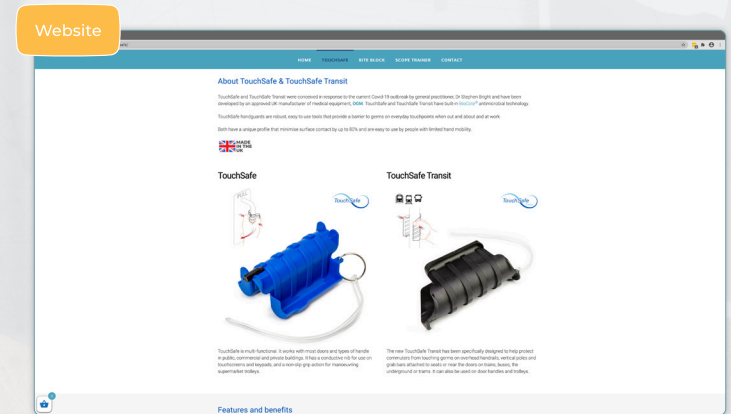 Website
HOME TOUCHSAFE BITE BLOCK SCOPE TRAINER CONTACT
About TouchSafe & TouchSafe Transit
TouchSafe and TouchSafe Transit were conceived in response to the current Covid-19 outbreak by general practitioner, Dr Stephen Bright and have been
developed by an approved UK manufacturer of medical equipment, OGM. TouchSafe and TouchSafe Transit have built-in BioCote® antimicrobial technology.
TouchSafe handguards are robust, easy to use tools that provide a barrier to germs on everyday touchpoints when out and about and at work.
Both have a unique profile that minimise surface contact by up to 80% and are easy to use by people with limited hand mobility.
MADE
IN THE
UK
TouchSafe
TouchSafe Transit
TouchSafe
TouchSafe
TouchSafe is multi-functional. It works with most doors and types of handle
in public, commercial and private buildings. It has a conductive nib for use on
touchscreens and keypads, and a non-slip grip action for manoeuvring
supermarket trolleys.
The new TouchSafe Transit has been specifically designed to help protect
commuters from touching germs on overhead handrails, vertical poles and
grab-bars attached to seats or near the doors on trains, buses, the
underground or trams. It can also be used on door handles and trolleys.
Features and benefits